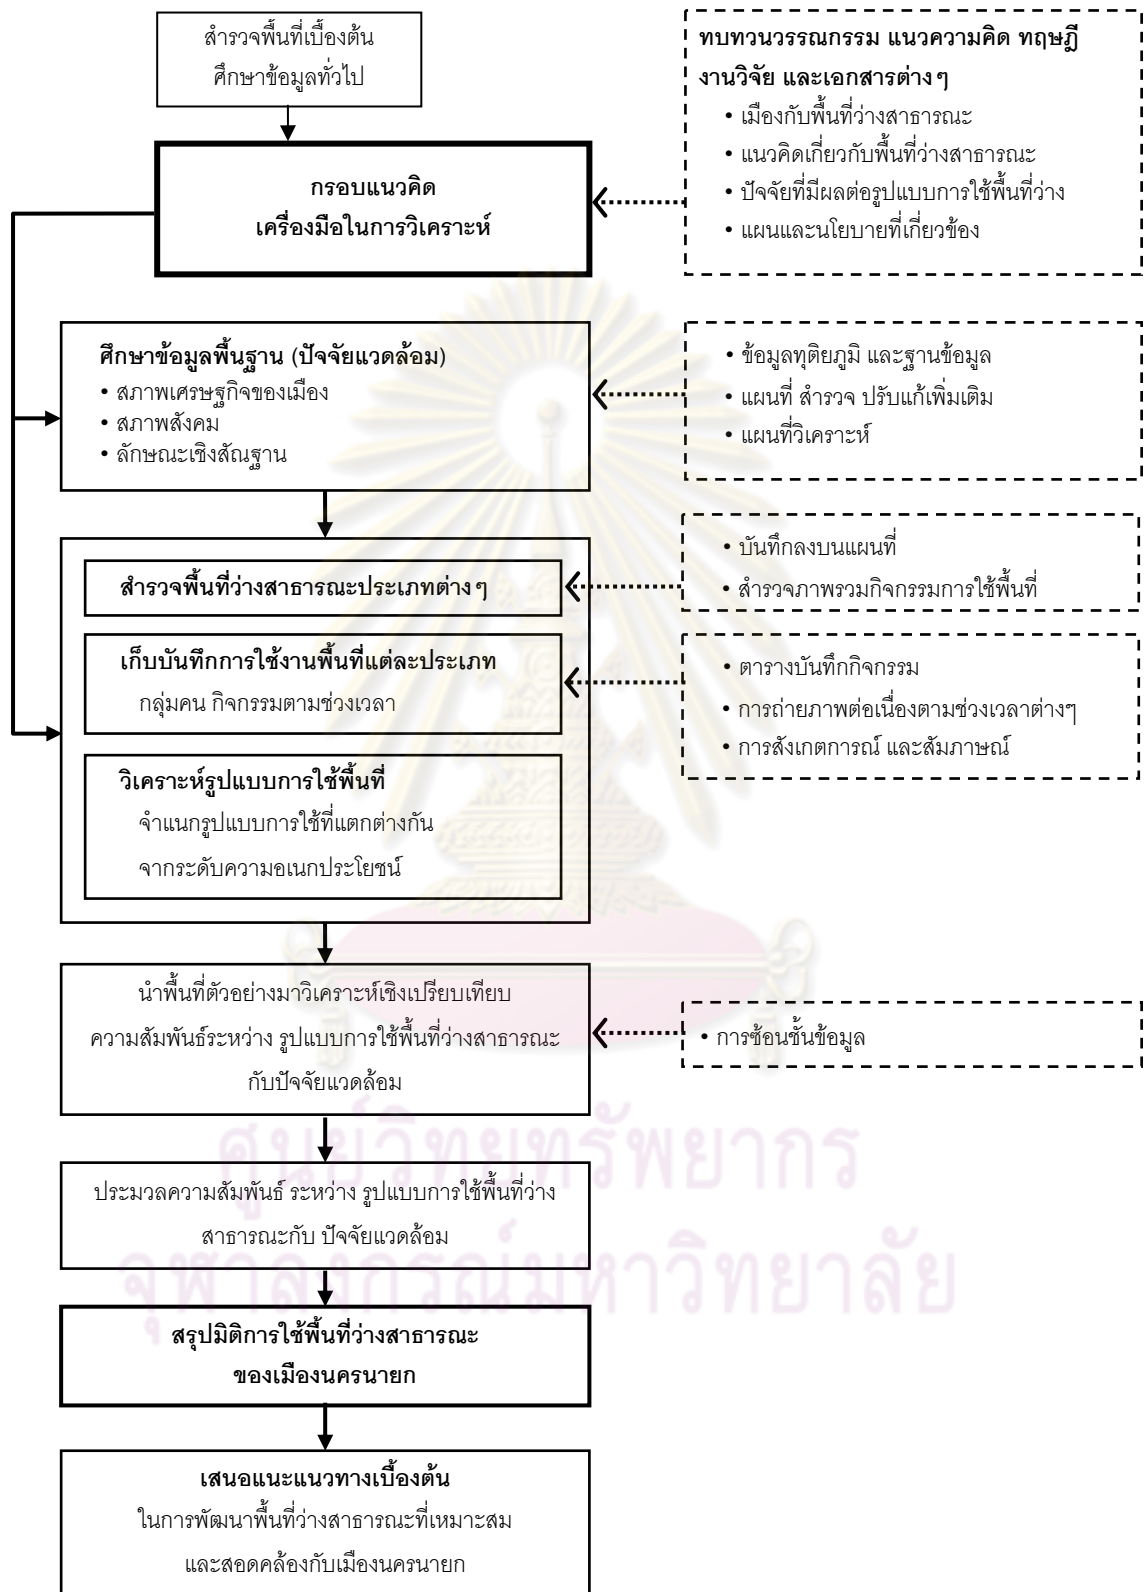 สำรวจพื้นที่เบื้องต้น
ศึกษาข้อมูลทั่วไป
ทบทวนวรรณกรรม แนวความคิด ทฤษฎี
งานวิจัย และเอกสารต่างๆ
• เมืองกับพื้นที่ว่างสาธารณะ
• แนวคิดเกี่ยวกับพื้นที่ว่างสาธารณะ
• ปัจจัยที่มีผลต่อรูปแบบการใช้พื้นที่ว่าง
• แผนและนโยบายที่เกี่ยวข้อง
กรอบแนวคิด
เครื่องมือในการวิเคราะห์
ศึกษาข้อมูลพื้นฐาน (ปัจจัยแวดล้อม)
• สภาพเศรษฐกิจของเมือง
• สภาพสังคม
• ลักษณะเชิงสัณฐาน
• ข้อมูลทุติยภูมิ และฐานข้อมูล
• แผนที่ สำรวจ ปรับแก้เพิ่มเติม
• แผนที่วิเคราะห์
สำรวจพื้นที่ว่างสาธารณะประเภทต่างๆ
• บันทึกลงบนแผนที่
• สำรวจภาพรวมกิจกรรมการใช้พื้นที่
เก็บบันทึกการใช้งานพื้นที่แต่ละประเภท
กลุ่มคน กิจกรรมตามช่วงเวลา
• ตารางบันทึกกิจกรรม
• การถ่ายภาพต่อเนื่องตามช่วงเวลาต่างๆ
• การสังเกตการณ์ และสัมภาษณ์
วิเคราะห์รูปแบบการใช้พื้นที่
จำแนกรูปแบบการใช้ที่แตกต่างกัน
จากระดับความอเนกประโยชน์
นำพื้นที่ตัวอย่างมาวิเคราะห์เชิงเปรียบเทียบ
ความสัมพันธ์ระหว่าง รูปแบบการใช้พื้นที่ว่างสาธารณะ
กับปัจจัยแวดล้อม
• การซ้อนชั้นข้อมูล
ศูนย์วิทยทรัพยากร
จุฬาลงกรณ์มหาวิทยาลัย
ประมวลความสัมพันธ์ ระหว่าง รูปแบบการใช้พื้นที่ว่าง
สาธารณะกับ ปัจจัยแวดล้อม
สรุปมิติการใช้พื้นที่ว่างสาธารณะ
ของเมืองนครนายก
เสนอแนะแนวทางเบื้องต้น
ในการพัฒนาพื้นที่ว่างสาธารณะที่เหมาะสม
และสอดคล้องกับเมืองนครนายก